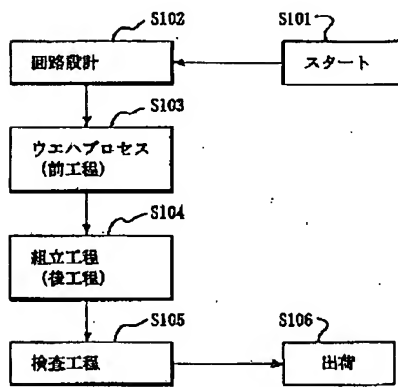 S102
S101
回路設計
スタート
S103
ウエハプロセス
(前工程)
S104
組立工程
(後工程)
S105
S106
検査工程
出荷